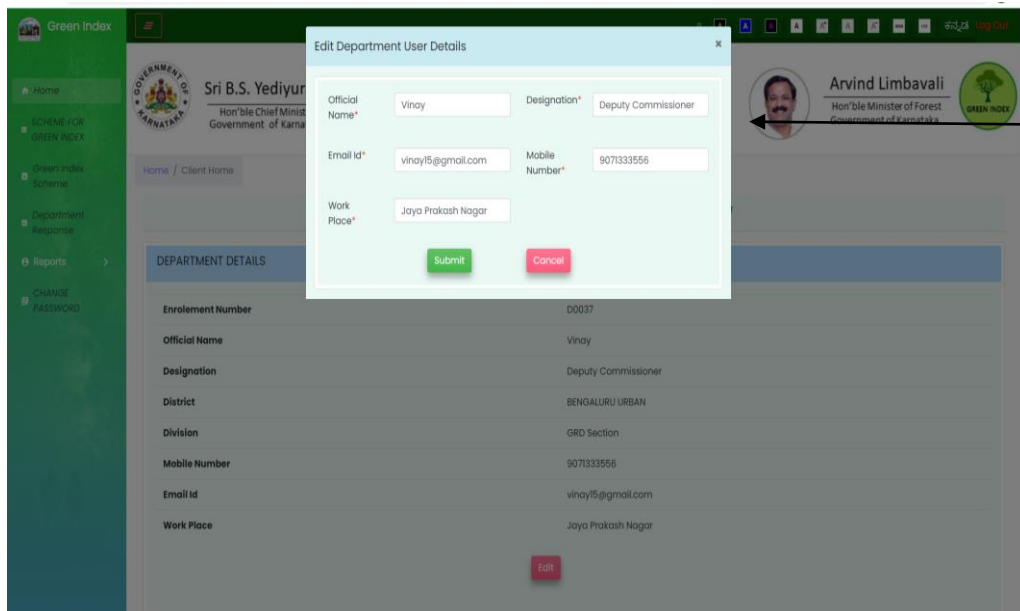 Green Index
A A A A A⁺ A A⁻ ಕನ್ನಡ Log Out
Edit Department User Details ×
Home
SCHEME FOR GREEN INDEX
Green index Scheme
Department Response
Reports >
CHANGE PASSWORD
GOVERNMENT OF KARNATAKA
Sri B.S. Yediyur
Hon'ble Chief Minist
Government of Karna
Arvind Limbavali
Hon'ble Minister of Forest
Government of Karnataka
GREEN INDEX
Home / Client Home
Official Name* Vinay Designation* Deputy Commissioner
Email Id* vinay15@gmail.com Mobile Number* 9071333556
Work Place* Jaya Prakash Nagar
Submit Cancel
DEPARTMENT DETAILS
Enrolement Number D0037
Official Name Vinay
Designation Deputy Commissioner
District BENGALURU URBAN
Division GRD Section
Mobile Number 9071333556
Email Id vinay15@gmail.com
Work Place Jaya Prakash Nagar
Edit